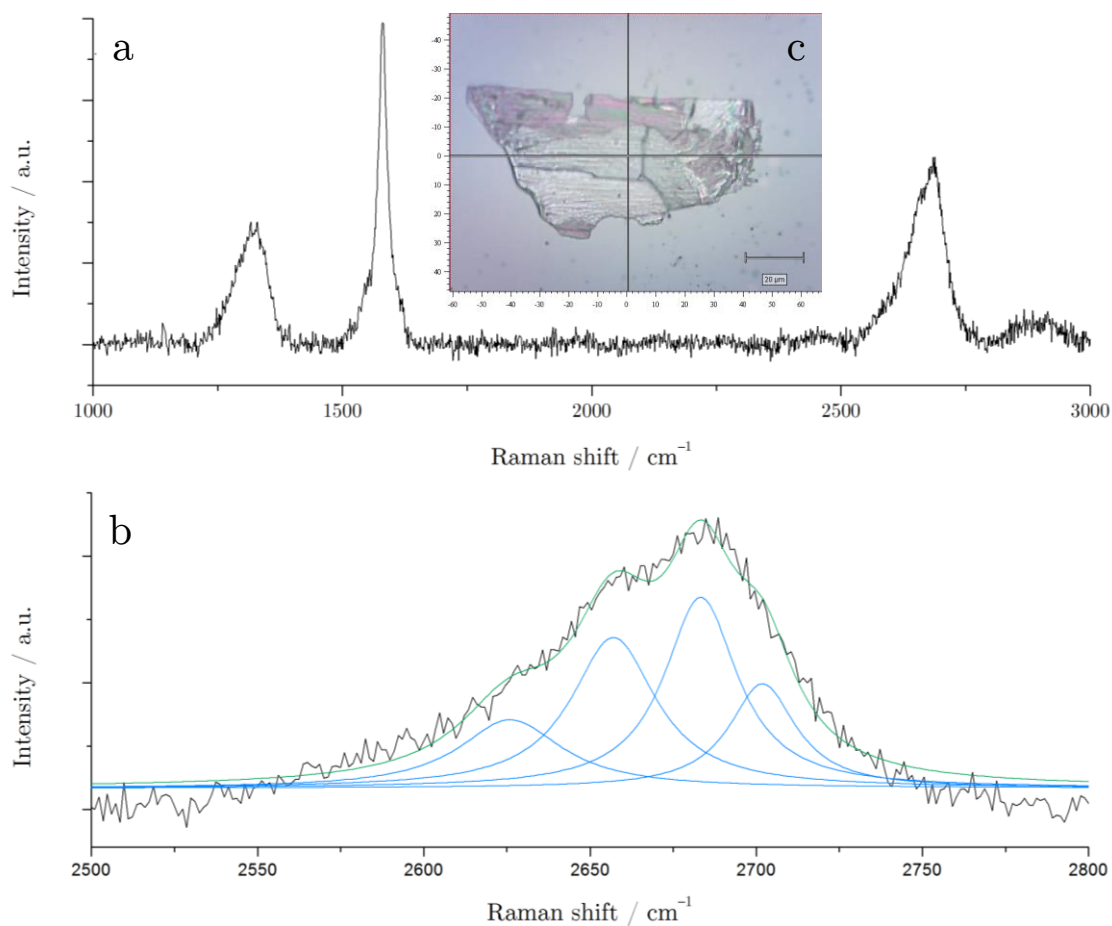 a
c
-40
-30
-20
-10
0
10
20
30
40
-60 -50 -40 -30 -20 -10 0 10 20 30 40 50 60
20 µm
Intensity / a.u.
1000 1500 2000 2500 3000
Raman shift / cm⁻¹
b
Intensity / a.u.
2500 2550 2600 2650 2700 2750 2800
Raman shift / cm⁻¹